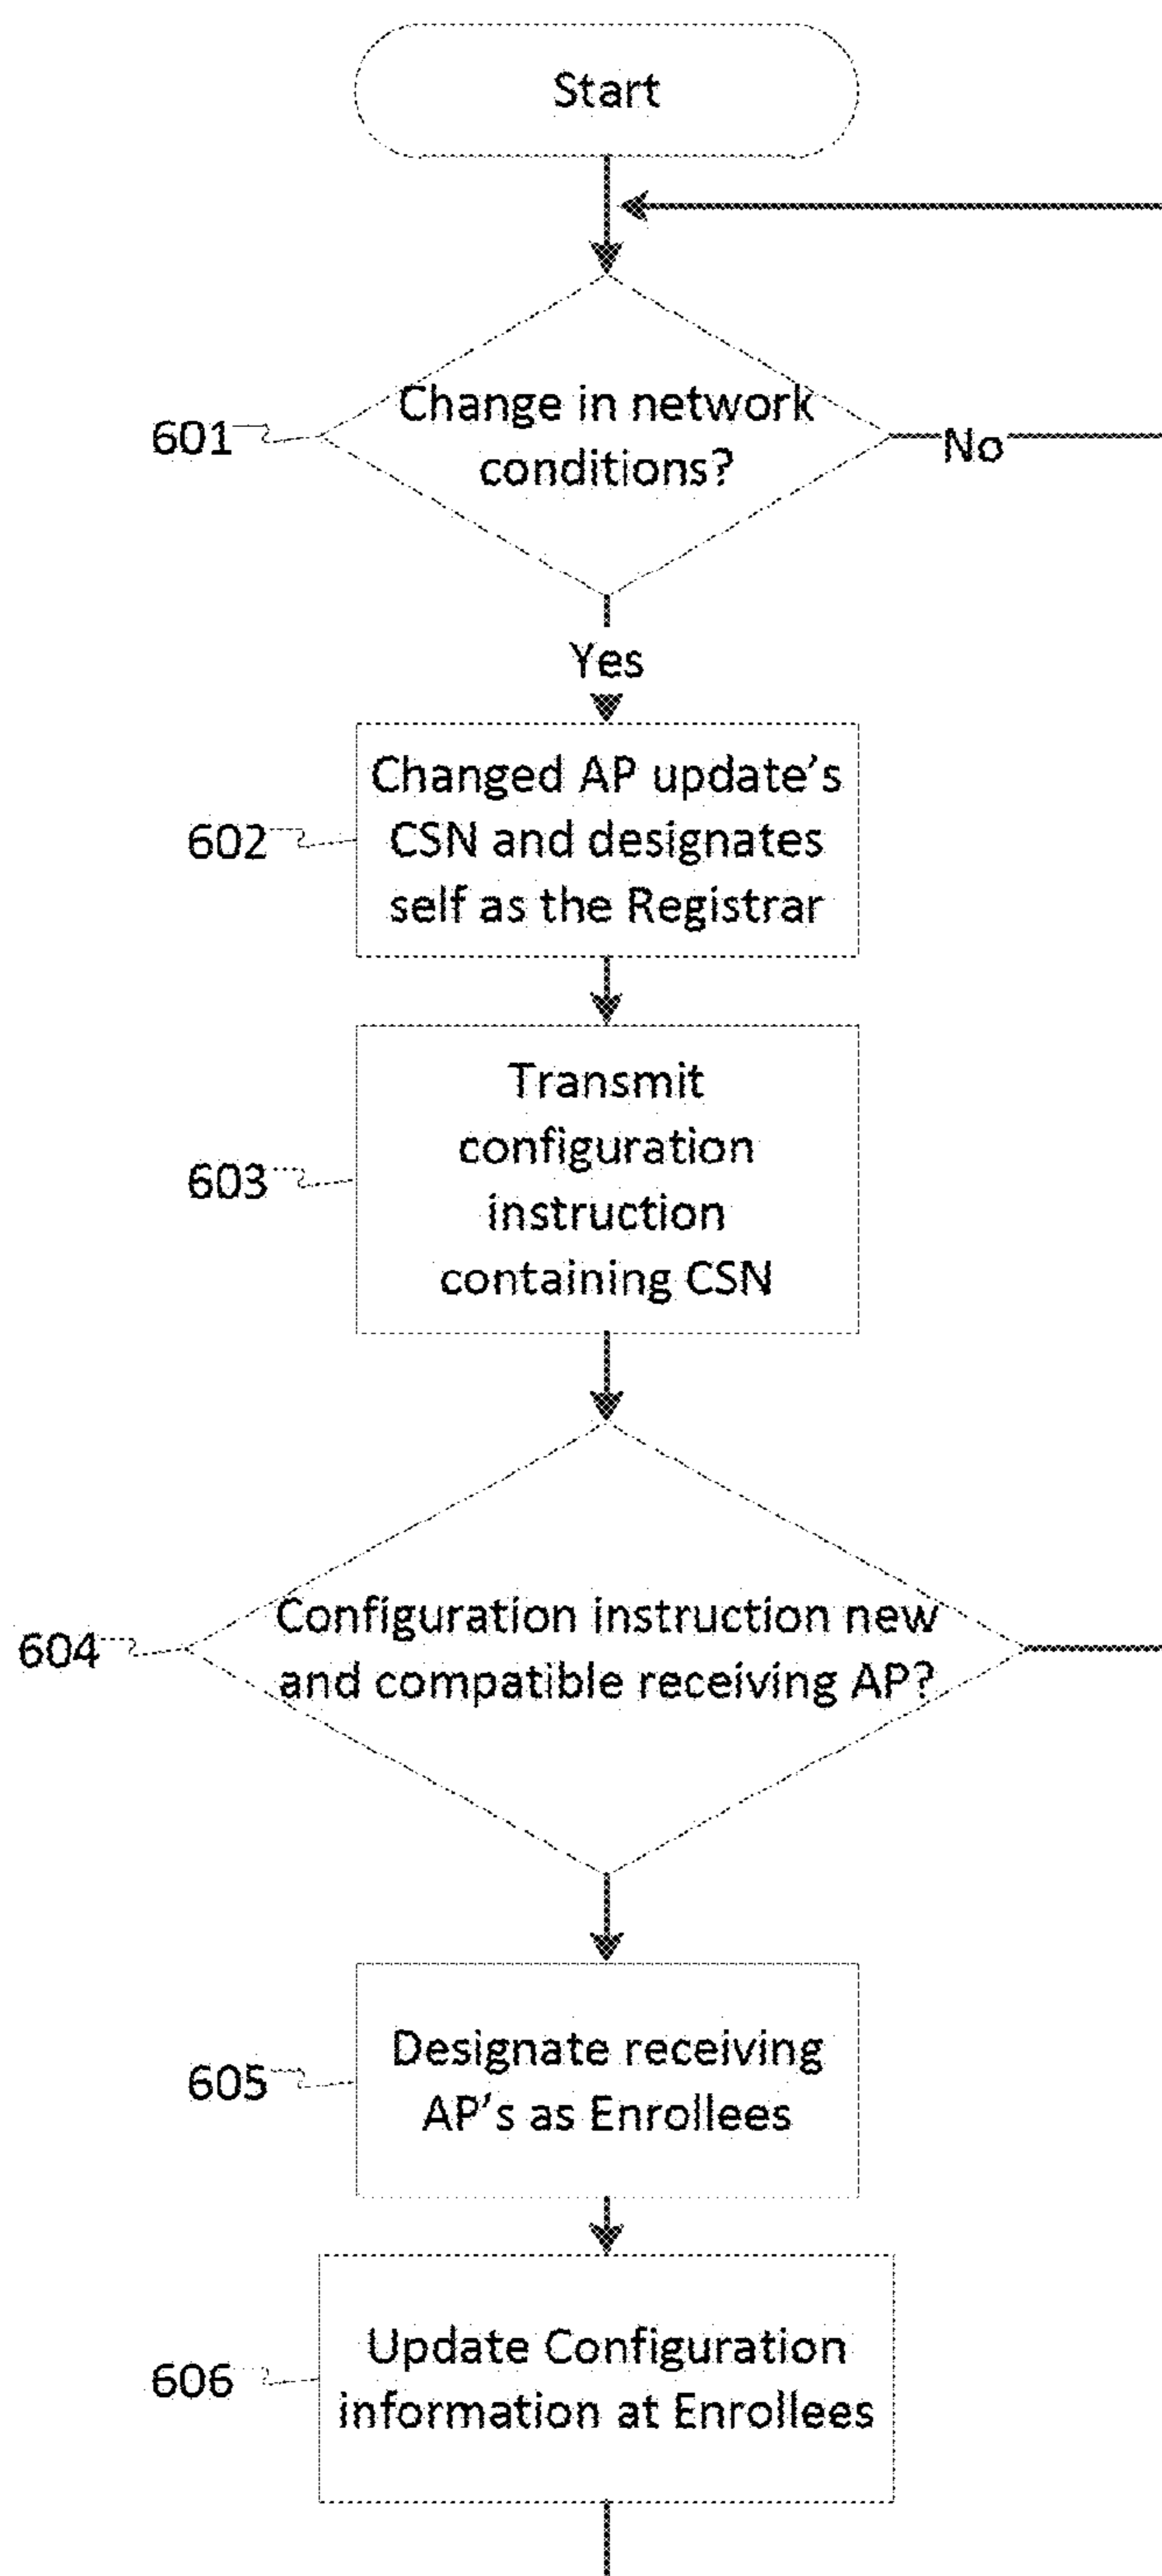 Start
601
Change in network
conditions?
No
Yes
602
Changed AP update's
CSN and designates
self as the Registrar
603
Transmit
configuration
instruction
containing CSN
604
Configuration instruction new
and compatible receiving AP?
605
Designate receiving
AP's as Enrollees
606
Update Configuration
information at Enrollees